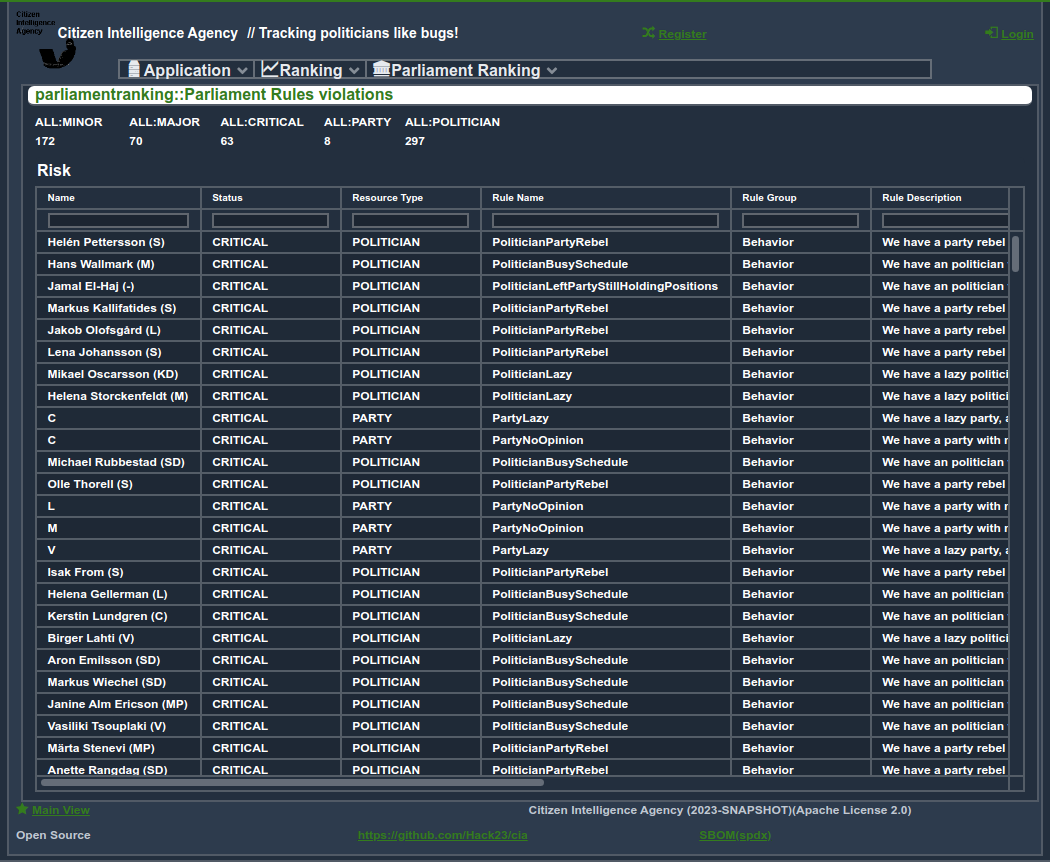 Citizen
Intelligence
Agency
Citizen Intelligence Agency // Tracking politicians like bugs!
Register
Login
Application Ranking Parliament Ranking
parliamentranking::Parliament Rules violations
ALL:MINOR ALL:MAJOR ALL:CRITICAL ALL:PARTY ALL:POLITICIAN
172 70 63 8 297
Risk
Name Status Resource Type Rule Name Rule Group Rule Description
Helén Pettersson (S) CRITICAL POLITICIAN PoliticianPartyRebel Behavior We have a party rebel
Hans Wallmark (M) CRITICAL POLITICIAN PoliticianBusySchedule Behavior We have an politician
Jamal El-Haj (-) CRITICAL POLITICIAN PoliticianLeftPartyStillHoldingPositions Behavior We have an politician
Markus Kallifatides (S) CRITICAL POLITICIAN PoliticianPartyRebel Behavior We have a party rebel
Jakob Olofsgård (L) CRITICAL POLITICIAN PoliticianPartyRebel Behavior We have a party rebel
Lena Johansson (S) CRITICAL POLITICIAN PoliticianPartyRebel Behavior We have a party rebel
Mikael Oscarsson (KD) CRITICAL POLITICIAN PoliticianLazy Behavior We have a lazy politici
Helena Storckenfeldt (M) CRITICAL POLITICIAN PoliticianLazy Behavior We have a lazy politici
C CRITICAL PARTY PartyLazy Behavior We have a lazy party,
C CRITICAL PARTY PartyNoOpinion Behavior We have a party with
Michael Rubbestad (SD) CRITICAL POLITICIAN PoliticianBusySchedule Behavior We have an politician
Olle Thorell (S) CRITICAL POLITICIAN PoliticianPartyRebel Behavior We have a party rebel
L CRITICAL PARTY PartyNoOpinion Behavior We have a party with
M CRITICAL PARTY PartyNoOpinion Behavior We have a party with
V CRITICAL PARTY PartyLazy Behavior We have a lazy party,
Isak From (S) CRITICAL POLITICIAN PoliticianPartyRebel Behavior We have a party rebel
Helena Gellerman (L) CRITICAL POLITICIAN PoliticianBusySchedule Behavior We have an politician
Kerstin Lundgren (C) CRITICAL POLITICIAN PoliticianBusySchedule Behavior We have an politician
Birger Lahti (V) CRITICAL POLITICIAN PoliticianLazy Behavior We have a lazy politici
Aron Emilsson (SD) CRITICAL POLITICIAN PoliticianBusySchedule Behavior We have an politician
Markus Wiechel (SD) CRITICAL POLITICIAN PoliticianBusySchedule Behavior We have an politician
Janine Alm Ericson (MP) CRITICAL POLITICIAN PoliticianBusySchedule Behavior We have an politician
Vasiliki Tsouplaki (V) CRITICAL POLITICIAN PoliticianBusySchedule Behavior We have an politician
Märta Stenevi (MP) CRITICAL POLITICIAN PoliticianPartyRebel Behavior We have a party rebel
Anette Rangdag (SD) CRITICAL POLITICIAN PoliticianPartyRebel Behavior We have a party rebel
Main View Citizen Intelligence Agency (2023-SNAPSHOT)(Apache License 2.0)
Open Source https://github.com/Hack23/cia SBOM(spdx)